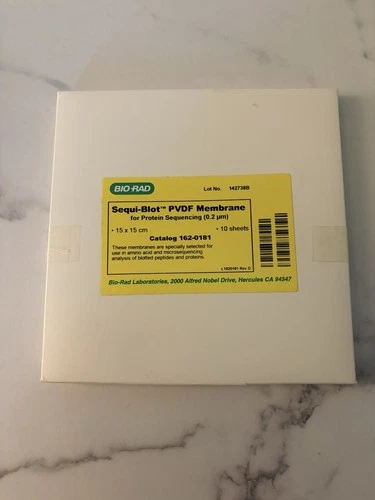 BIO-RAD
Lot No. 142738B
Sequi-Blot™ PVDF Membrane
for Protein Sequencing (0.2 µm)
• 15 x 15 cm • 10 sheets
Catalog 162-0181
These membranes are specially selected for
use in amino acid and microsequencing
analysis of blotted peptides and proteins.
L1620181 Rev D
Bio-Rad Laboratories, 2000 Alfred Nobel Drive, Hercules CA 94547